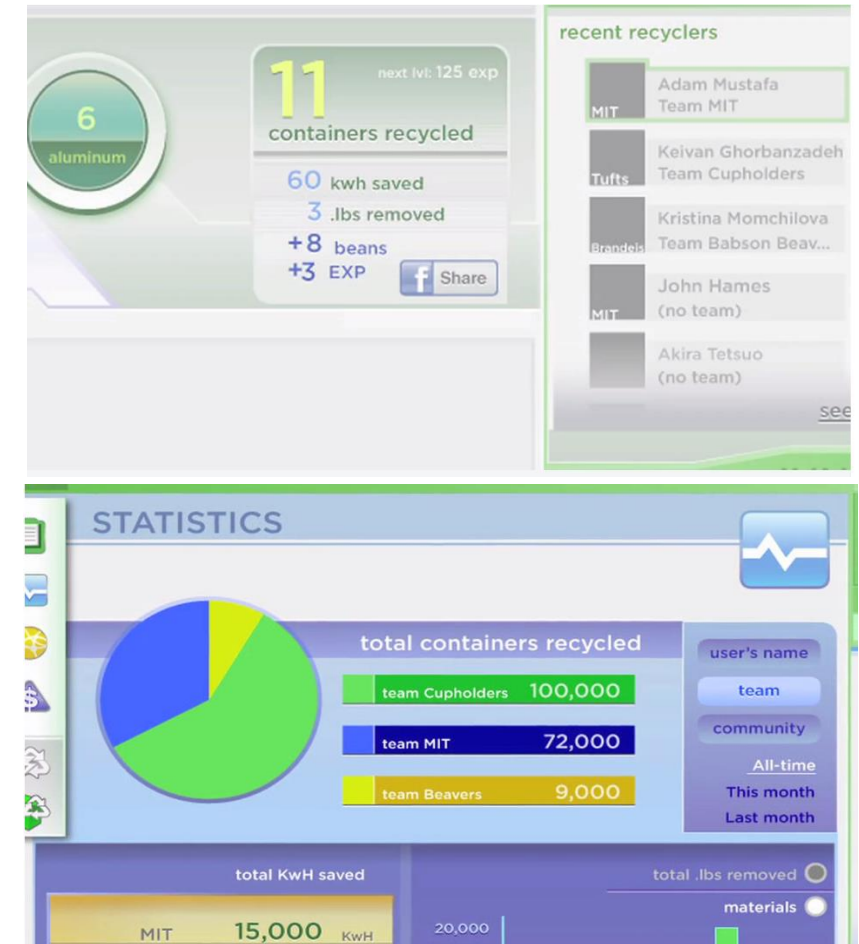 6
aluminum
11
next lvl: 125 exp
containers recycled
60 kwh saved
3 .lbs removed
+8 beans
+3 EXP
f Share
recent recyclers
MIT
Adam Mustafa
Team MIT
Tufts
Keivan Ghorbanzadeh
Team Cupholders
Brandeis
Kristina Momchilova
Team Babson Beav...
MIT
John Hames
(no team)
Akira Tetsuo
(no team)
see
STATISTICS
total containers recycled
team Cupholders 100,000
team MIT 72,000
team Beavers 9,000
user's name
team
community
All-time
This month
Last month
total KwH saved
MIT 15,000 KwH
total .lbs removed
materials
20,000